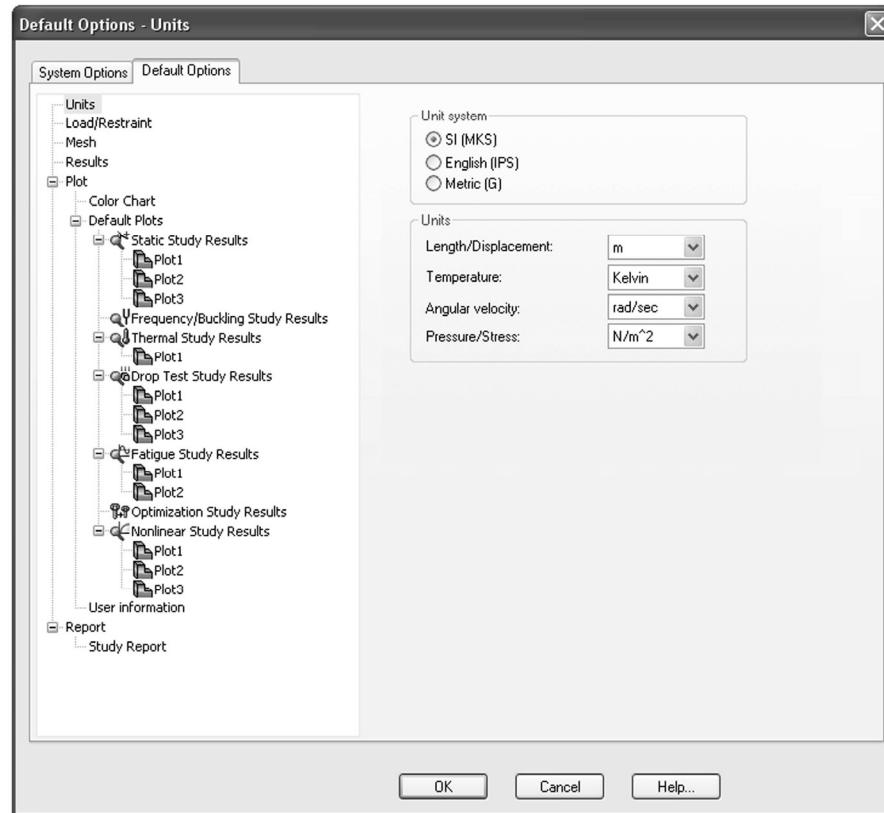 Default Options - Units
System Options
Default Options
Units
Load/Restraint
Mesh
Results
Plot
Color Chart
Default Plots
Static Study Results
Plot1
Plot2
Plot3
Frequency/Buckling Study Results
Thermal Study Results
Plot1
Drop Test Study Results
Plot1
Plot2
Plot3
Fatigue Study Results
Plot1
Plot2
Optimization Study Results
Nonlinear Study Results
Plot1
Plot2
Plot3
User information
Report
Study Report
Unit system
SI (MKS)
English (IPS)
Metric (G)
Units
Length/Displacement: m
Temperature: Kelvin
Angular velocity: rad/sec
Pressure/Stress: N/m^2
OK
Cancel
Help...